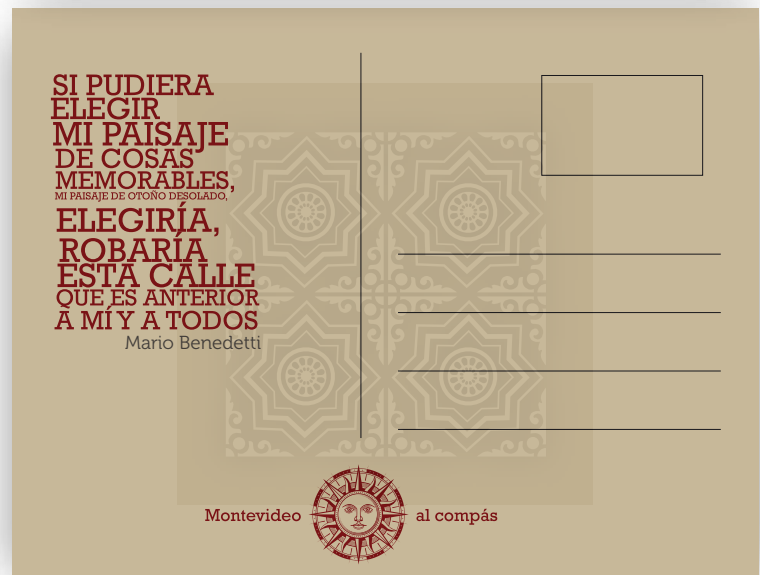 SI PUDIERA
ELEGIR
MI PAISAJE
DE COSAS
MEMORABLES,
MI PAISAJE DE OTOÑO DESOLADO,
ELEGIRÍA,
ROBARÍA
ESTA CALLE
QUE ES ANTERIOR
A MÍ Y A TODOS
Mario Benedetti
Montevideo al compás